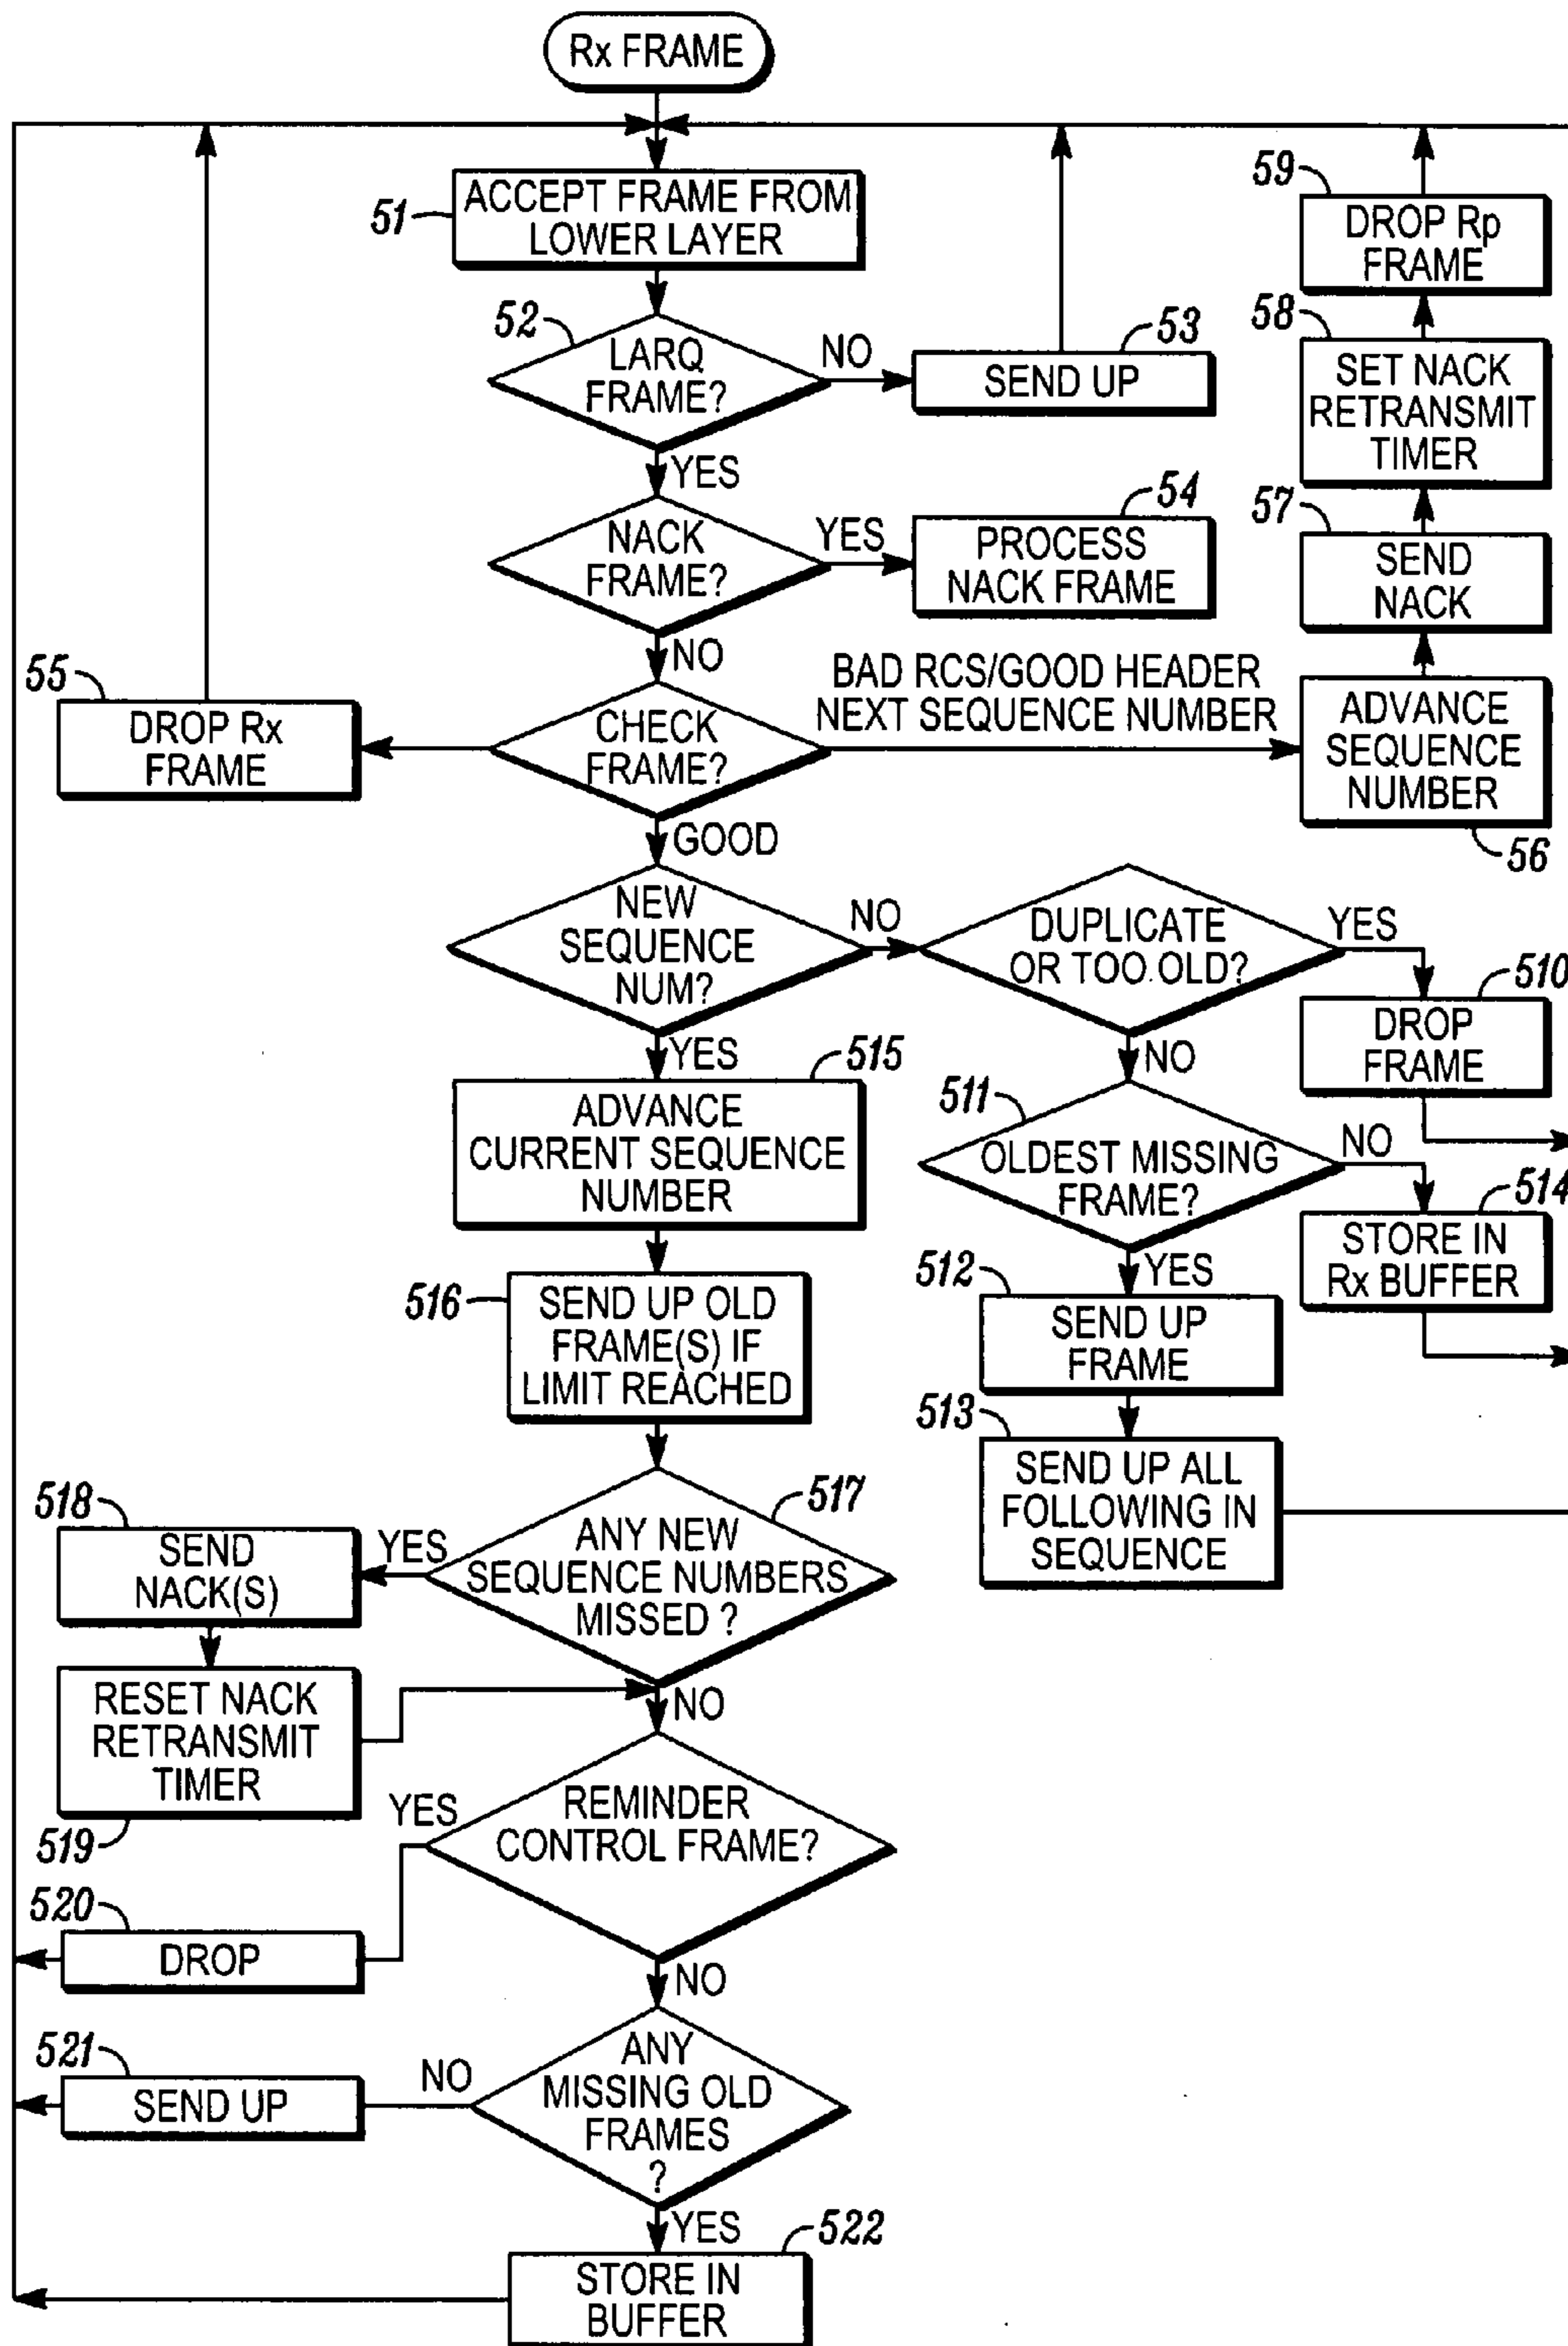 Rx FRAME
51
ACCEPT FRAME FROM
LOWER LAYER
52
LARQ
FRAME?
NO
53
SEND UP
YES
59
DROP Rp
FRAME
58
SET NACK
RETRANSMIT
TIMER
57
SEND
NACK
NACK
FRAME?
YES
54
PROCESS
NACK FRAME
NO
55
DROP Rx
FRAME
CHECK
FRAME?
BAD RCS/GOOD HEADER
NEXT SEQUENCE NUMBER
ADVANCE
SEQUENCE
NUMBER
56
GOOD
NEW
SEQUENCE
NUM?
NO
DUPLICATE
OR TOO OLD?
YES
510
DROP
FRAME
YES
NO
515
ADVANCE
CURRENT SEQUENCE
NUMBER
511
OLDEST MISSING
FRAME?
NO
514
STORE IN
Rx BUFFER
YES
516
SEND UP OLD
FRAME(S) IF
LIMIT REACHED
512
SEND UP
FRAME
513
SEND UP ALL
FOLLOWING IN
SEQUENCE
517
ANY NEW
SEQUENCE NUMBERS
MISSED ?
YES
518
SEND
NACK(S)
NO
RESET NACK
RETRANSMIT
TIMER
519
REMINDER
CONTROL FRAME?
YES
520
DROP
NO
ANY
MISSING OLD
FRAMES
?
NO
521
SEND UP
YES
522
STORE IN
BUFFER